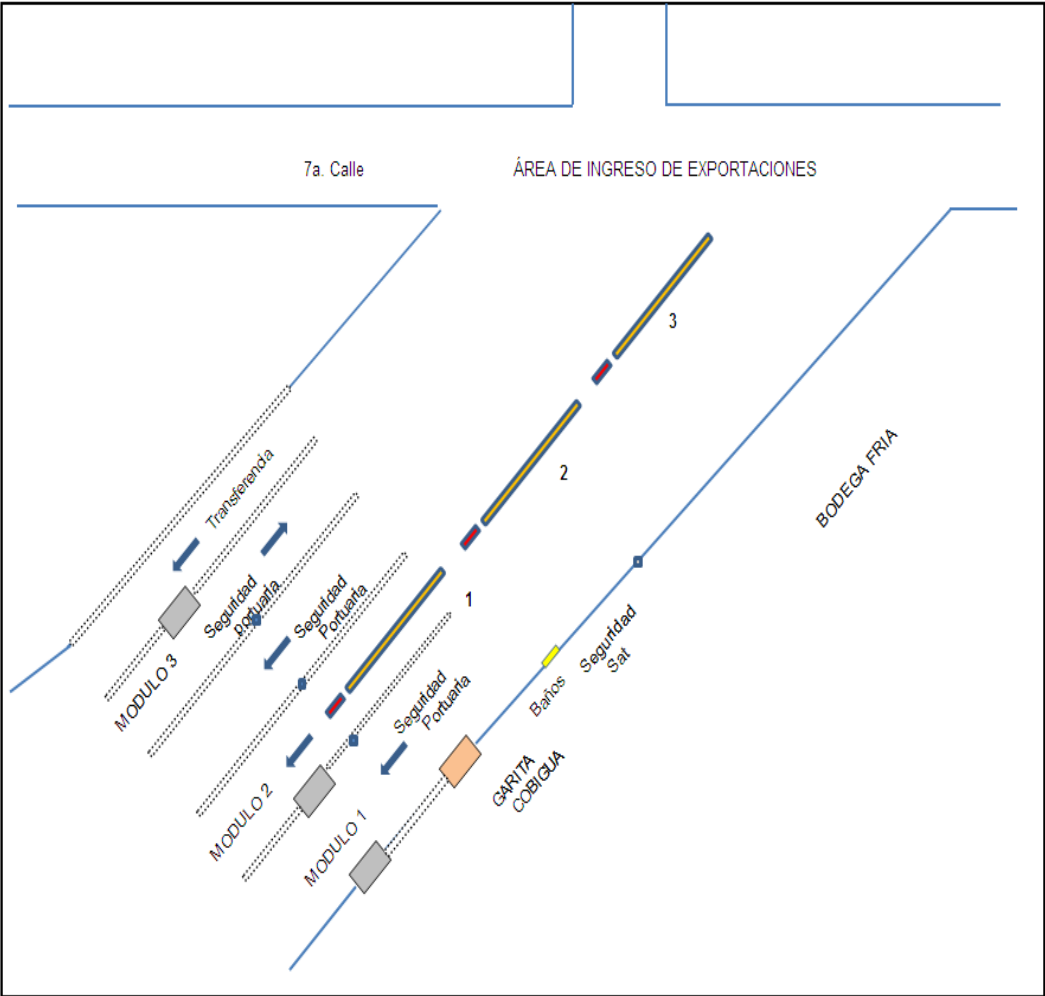 7a. Calle
ÁREA DE INGRESO DE EXPORTACIONES
3
2
1
BODEGA FRIA
Transferenda
Seguridad
portuaria
Seguridad
Portuaria
Seguridad
Portuaria
Seguridad
Sat
Baños
GARITA
COBIGUA
MODULO 3
MODULO 2
MODULO 1